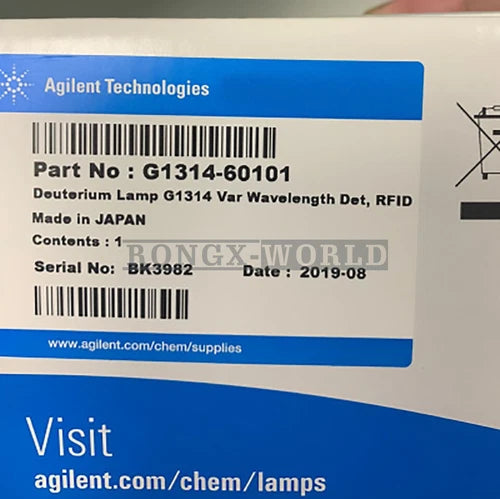 Agilent Technologies
Part No : G1314-60101
Deuterium Lamp G1314 Var Wavelength Det, RFID
Made in JAPAN
Contents : 1
RONGX-WORLD
Serial No: BK3982 Date : 2019-08
www.agilent.com/chem/supplies
Visit
agilent.com/chem/lamps